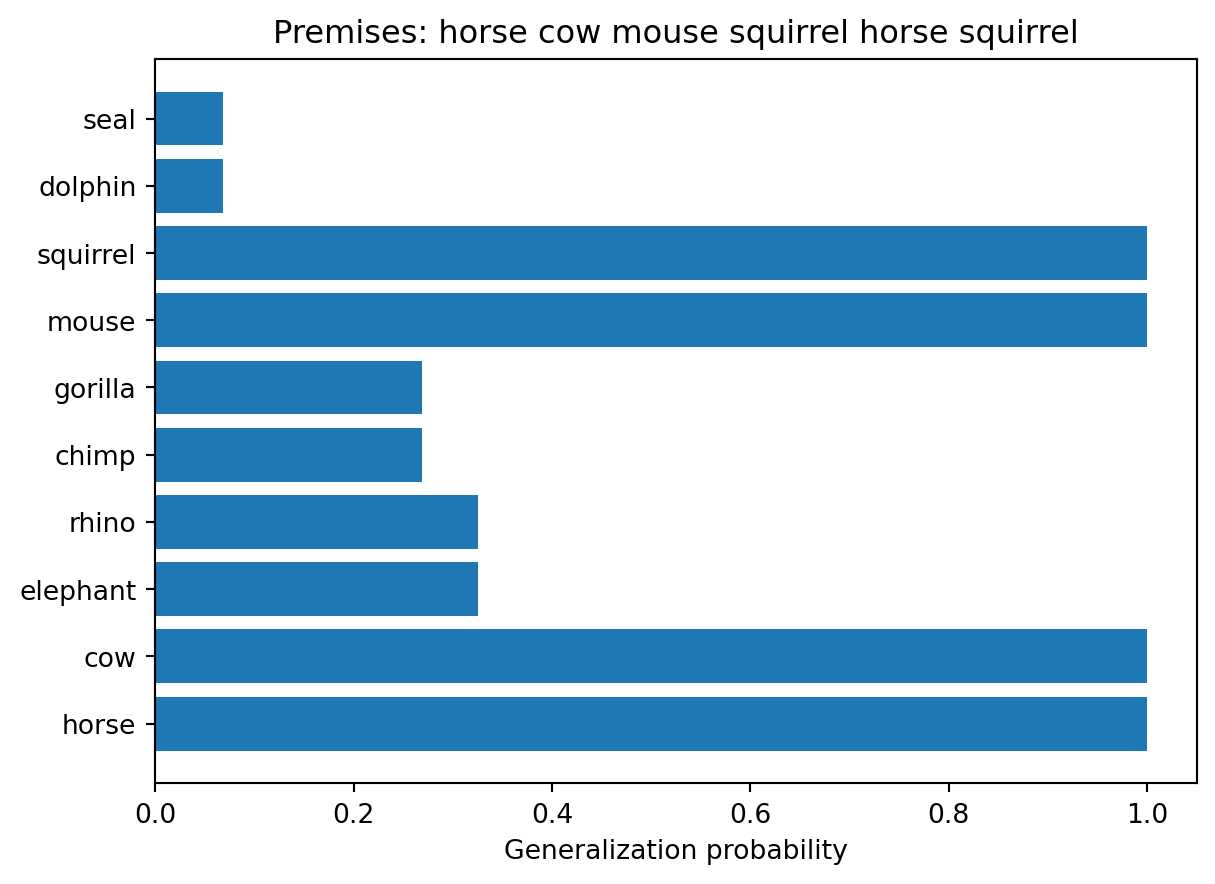 Premises: horse cow mouse squirrel horse squirrel
seal
dolphin
squirrel
mouse
gorilla
chimp
rhino
elephant
cow
horse
0.0 0.2 0.4 0.6 0.8 1.0
Generalization probability